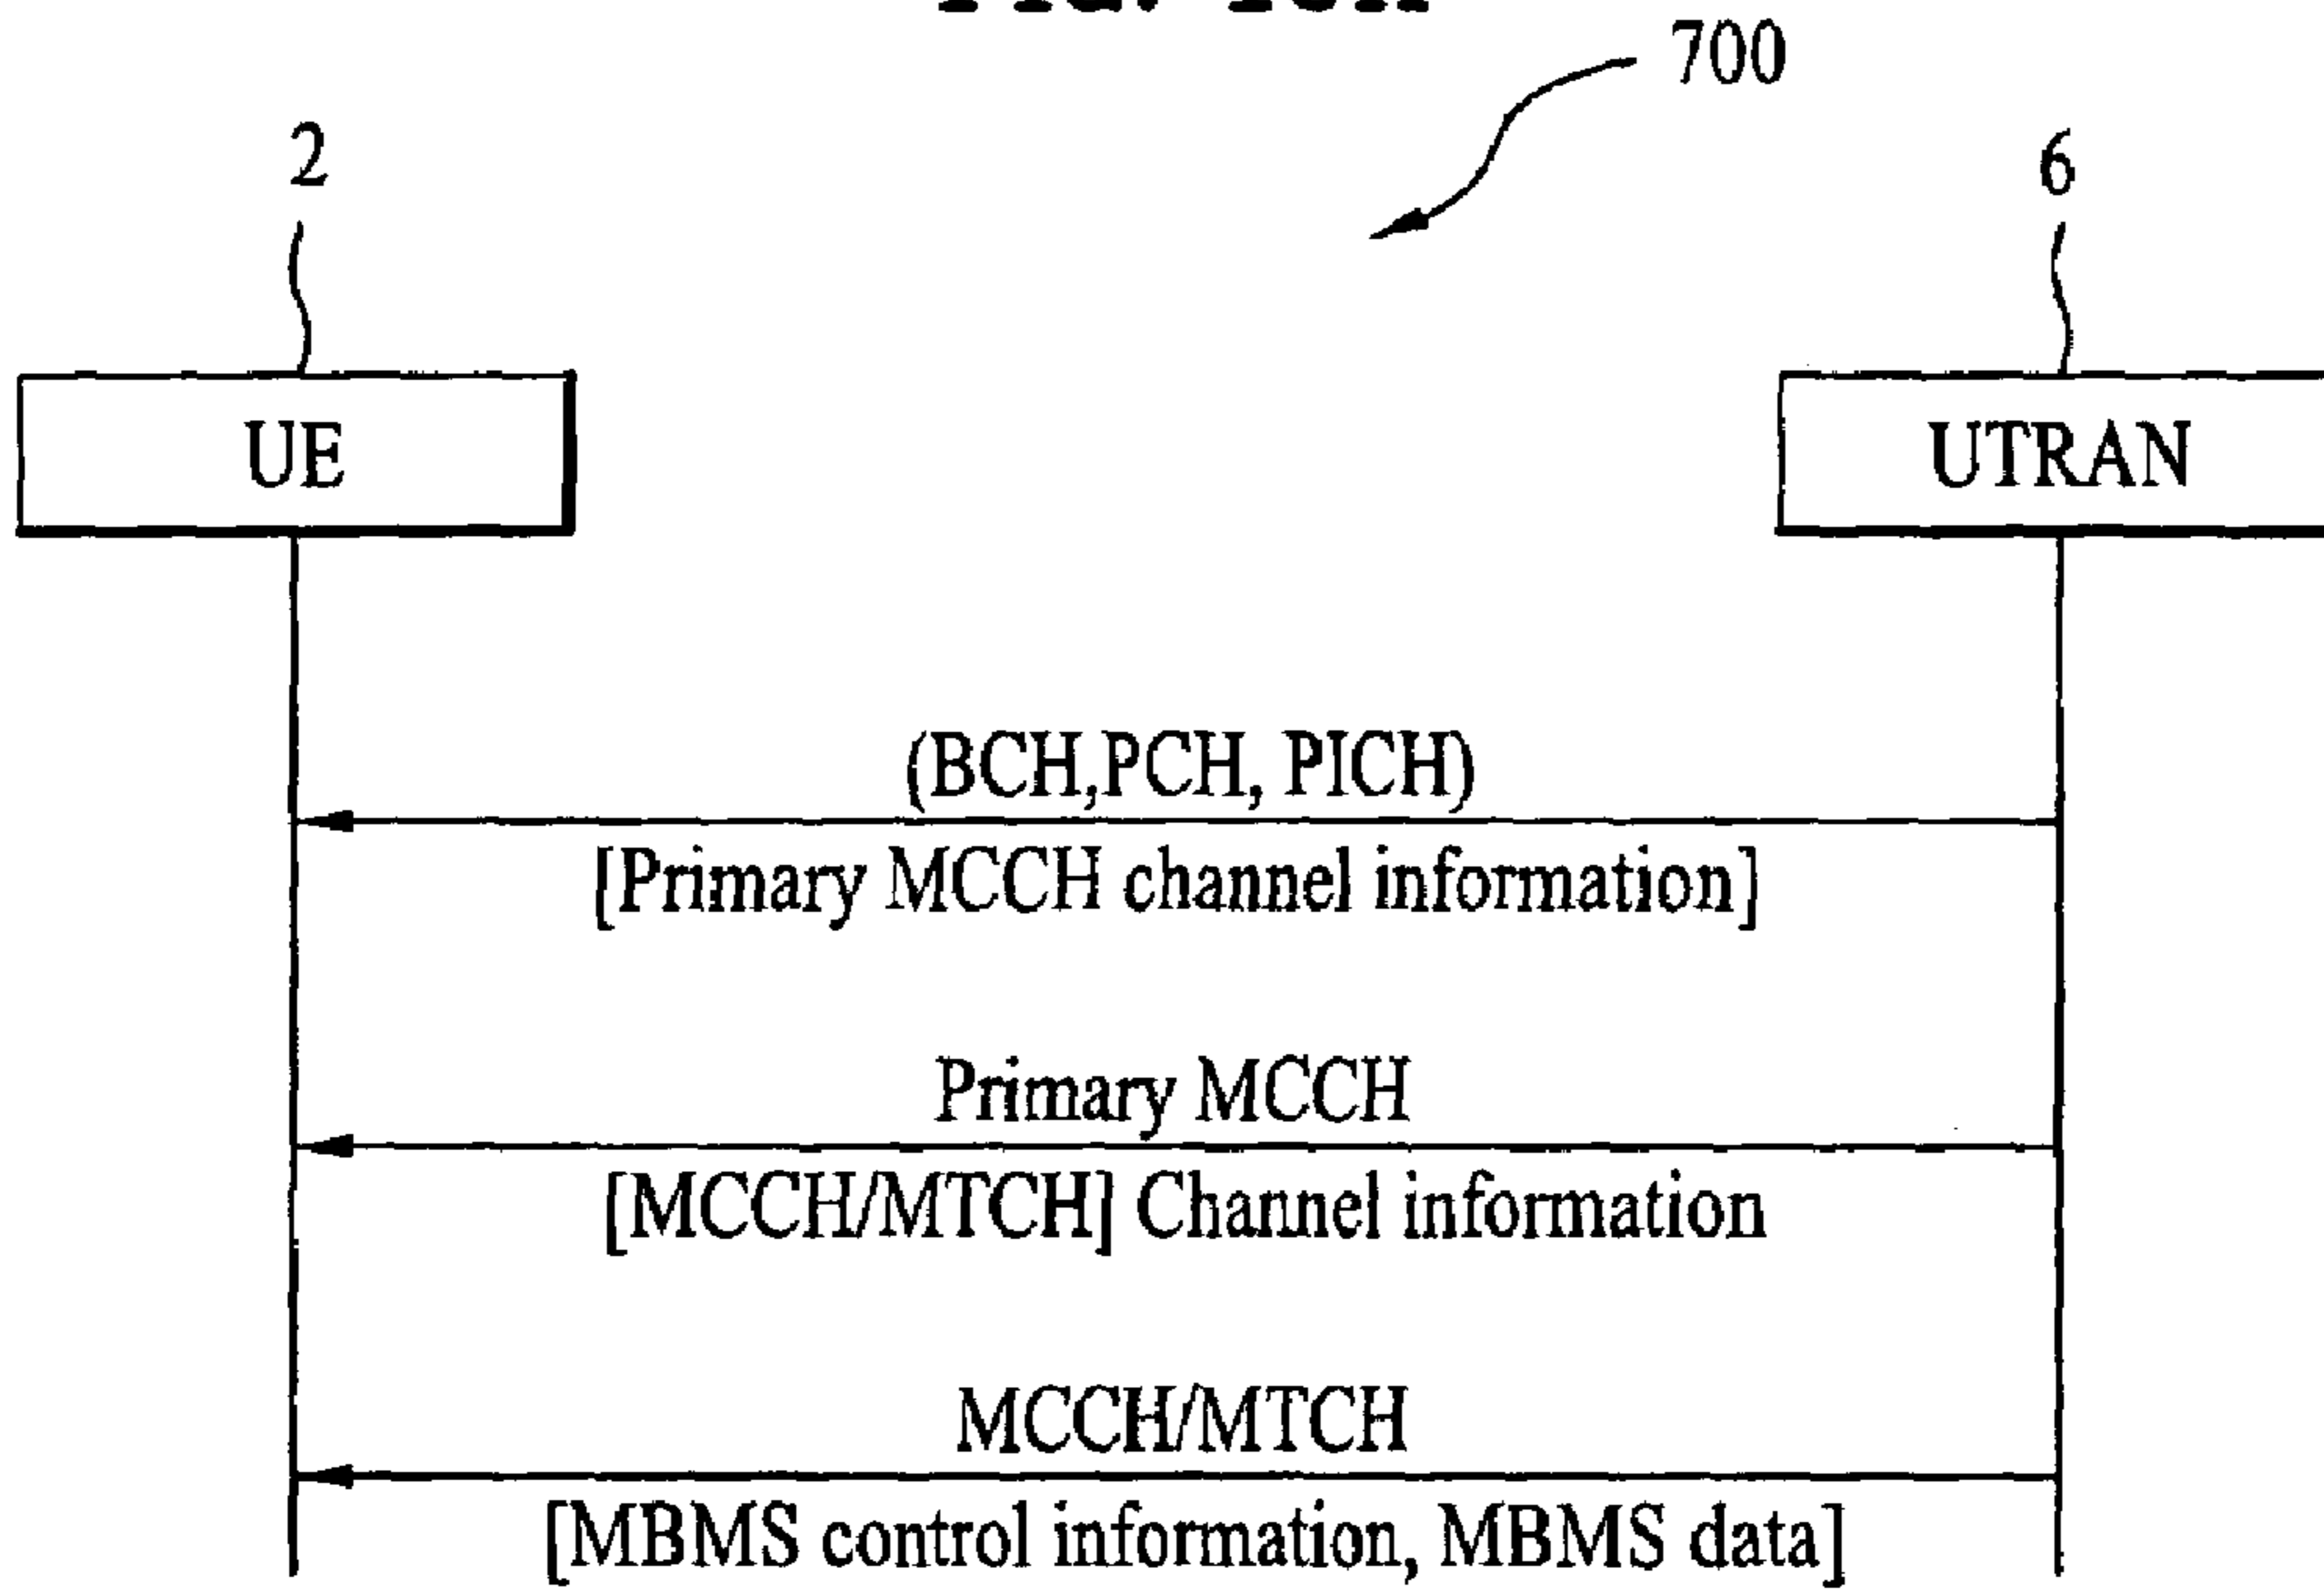 700
2
6
UE
UTRAN
(BCH,PCH, PICH)
[Primary MCCH channel information]
Primary MCCH
[MCCH/MTCH] Channel information
MCCH/MTCH
[MBMS control information, MBMS data]